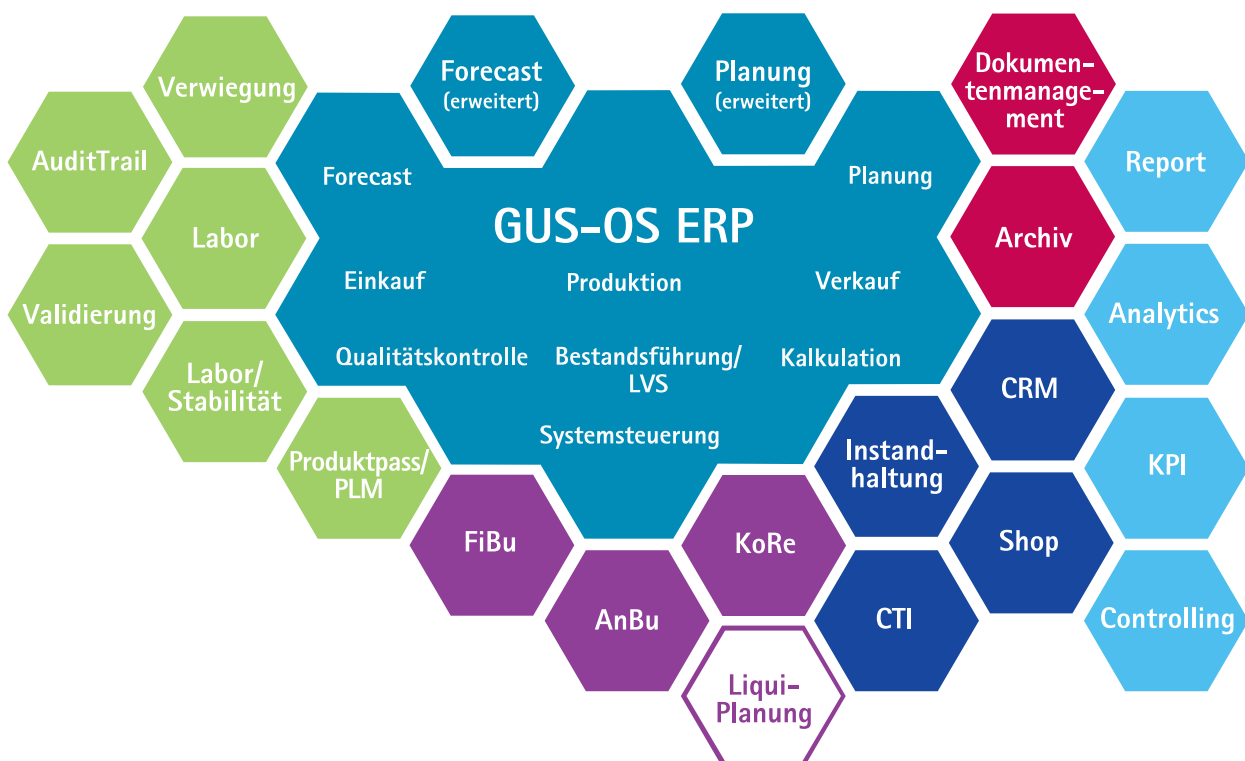 Verwiegung
AuditTrail
Labor
Validierung
Labor/
Stabilität
Produktpass/
PLM
Forecast
(erweitert)
Planung
(erweitert)
Forecast
Planung
GUS-OS ERP
Einkauf
Produktion
Verkauf
Qualitätskontrolle
Bestandsführung/
LVS
Kalkulation
Systemsteuerung
Dokumen-
tenmanage-
ment
Archiv
Report
Analytics
KPI
Controlling
CRM
Instand-
haltung
Shop
CTI
FiBu
AnBu
KoRe
Liqui-
Planung